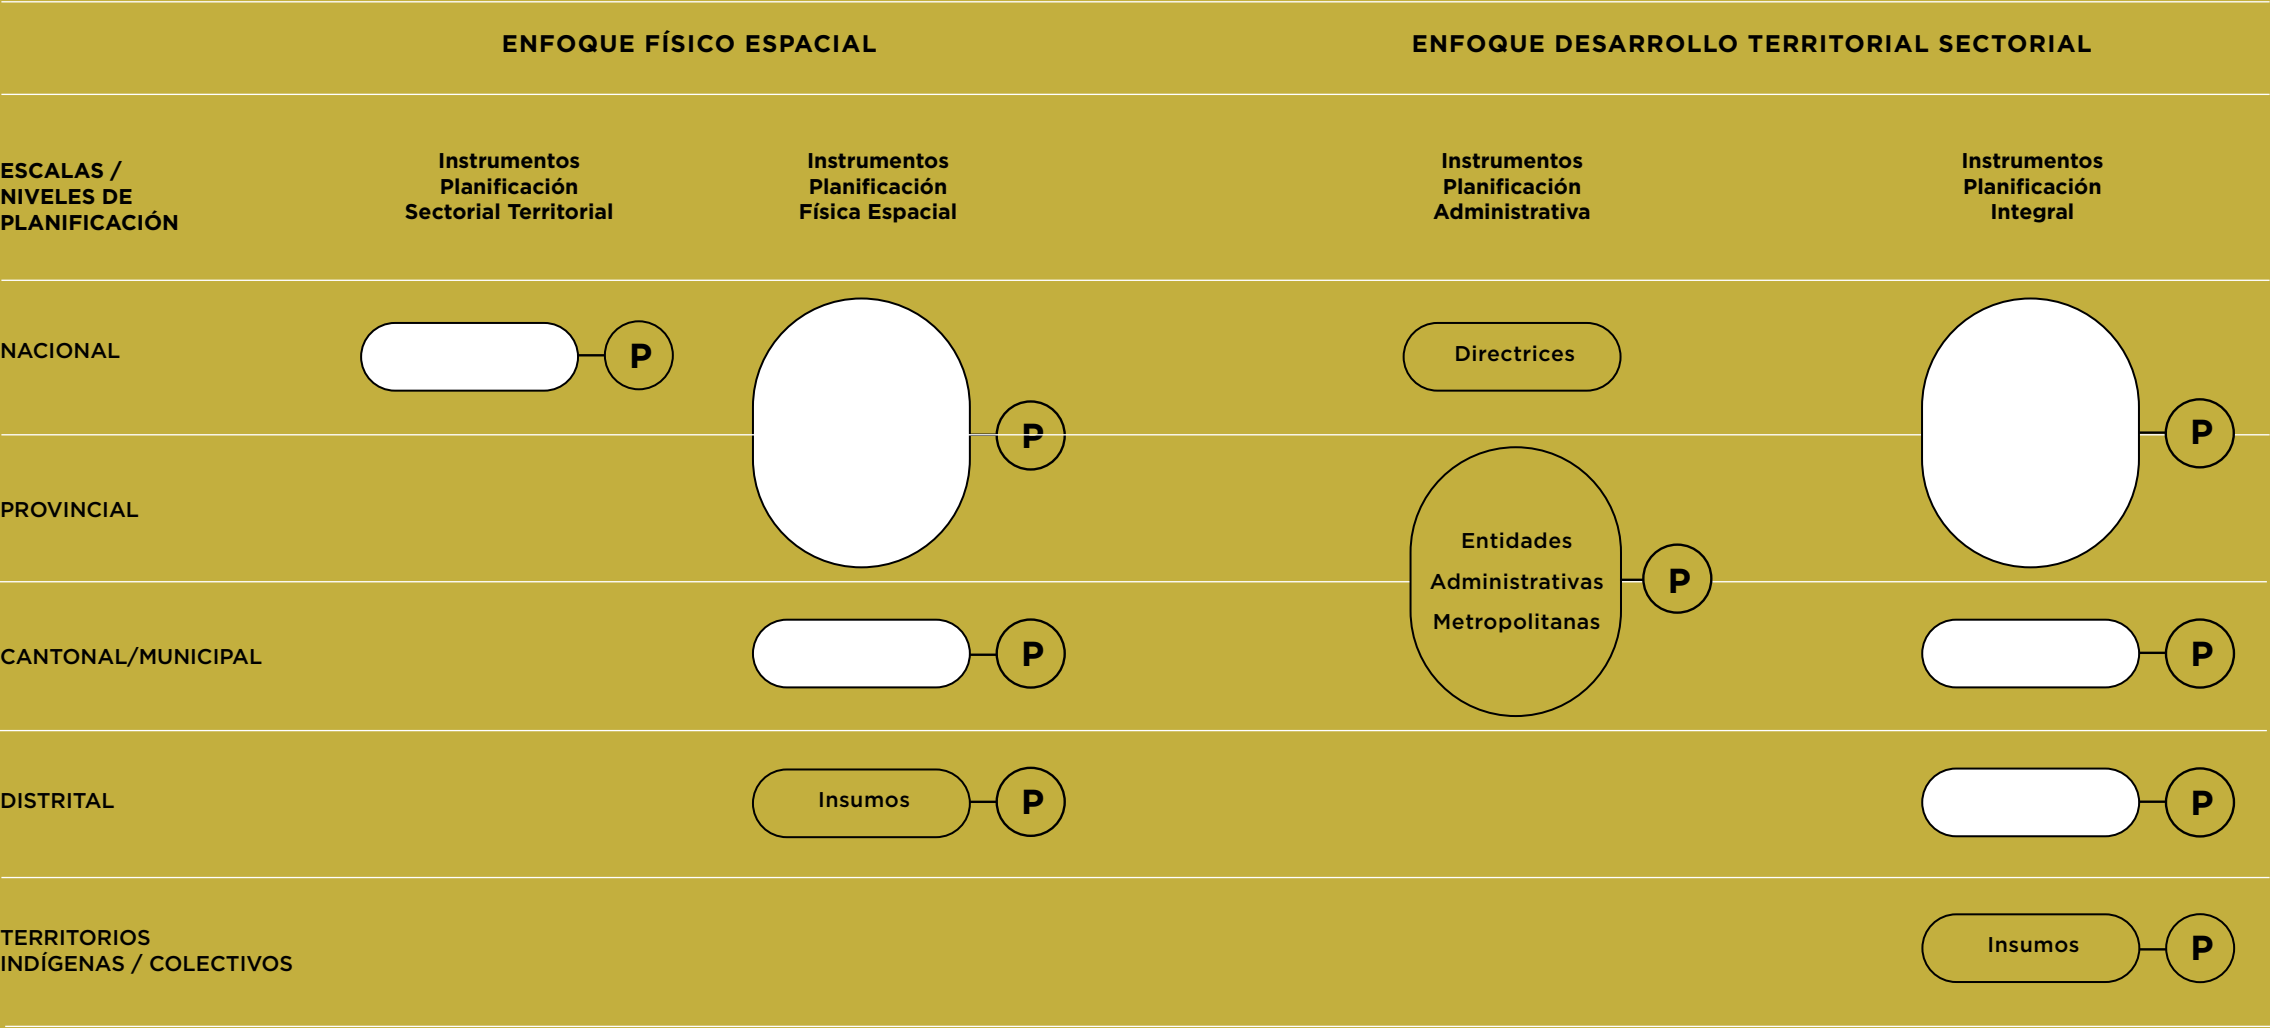 ENFOQUE FÍSICO ESPACIAL
ENFOQUE DESARROLLO TERRITORIAL SECTORIAL
ESCALAS /
NIVELES DE
PLANIFICACIÓN
Instrumentos
Planificación
Sectorial Territorial
Instrumentos
Planificación
Física Espacial
Instrumentos
Planificación
Administrativa
Instrumentos
Planificación
Integral
NACIONAL
P
P
Directrices
P
PROVINCIAL
Entidades
Administrativas
Metropolitanas
P
CANTONAL/MUNICIPAL
P
P
DISTRITAL
Insumos
P
P
TERRITORIOS
INDÍGENAS / COLECTIVOS
Insumos
P